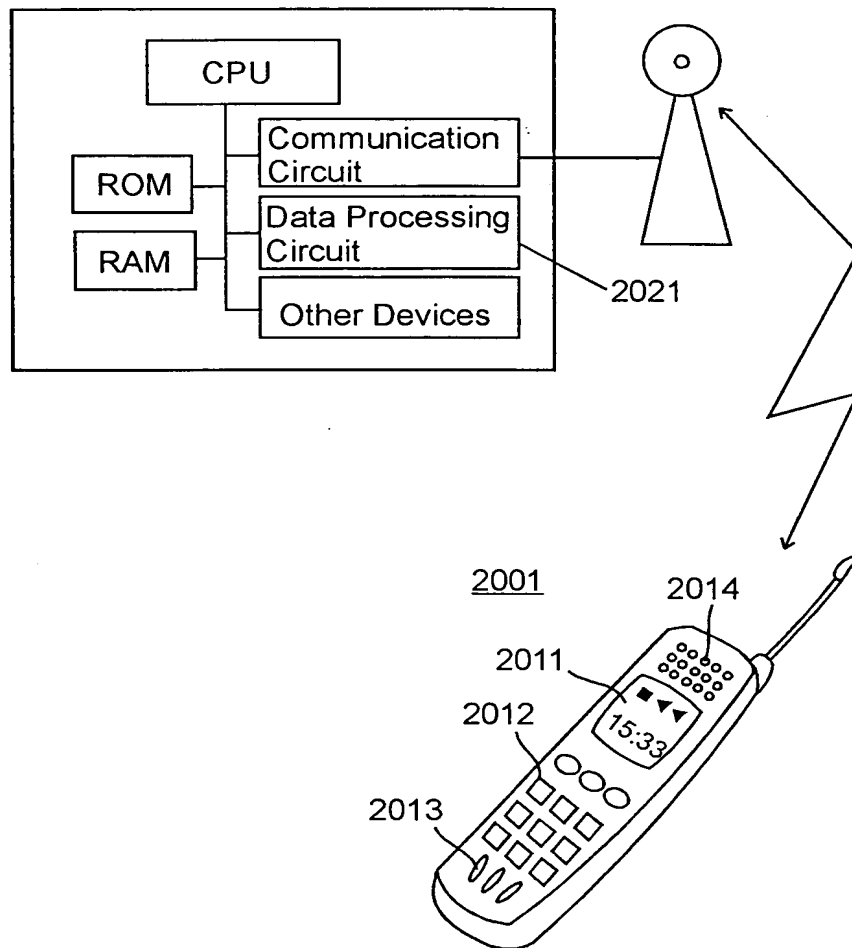 CPU
Communication
Circuit
ROM
Data Processing
Circuit
RAM
2021
Other Devices
2001
2014
2011
2012
15:33
2013